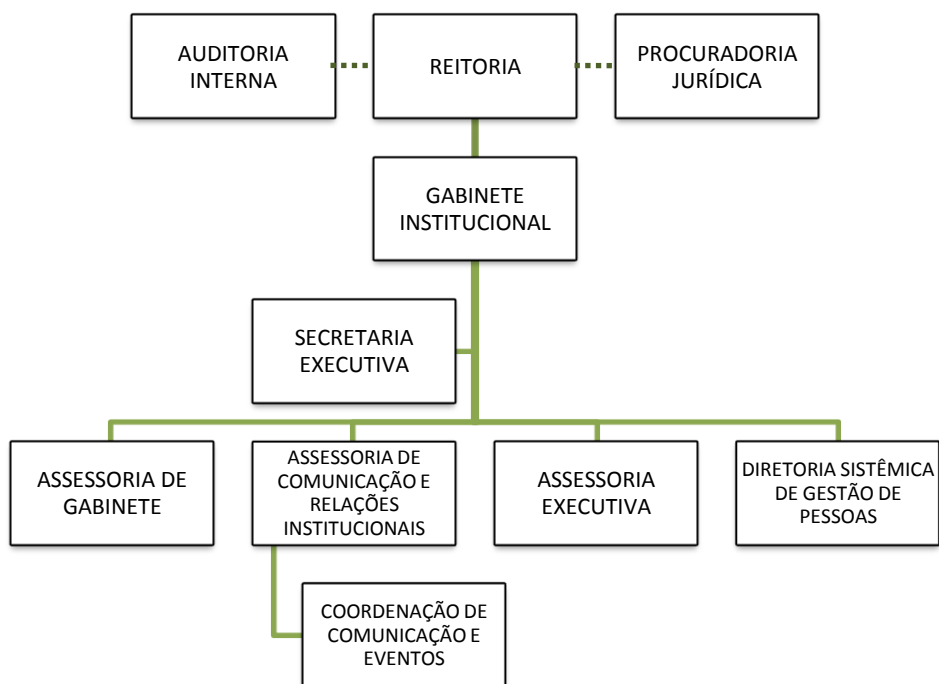 AUDITORIA
INTERNA
REITORIA
PROCURADORIA
JURÍDICA
GABINETE
INSTITUCIONAL
SECRETARIA
EXECUTIVA
ASSESSORIA DE
GABINETE
ASSESSORIA DE
COMUNICAÇÃO E
RELAÇÕES
INSTITUCIONAIS
ASSESSORIA
EXECUTIVA
DIRETORIA SISTÊMICA
DE GESTÃO DE
PESSOAS
COORDENAÇÃO DE
COMUNICAÇÃO E
EVENTOS